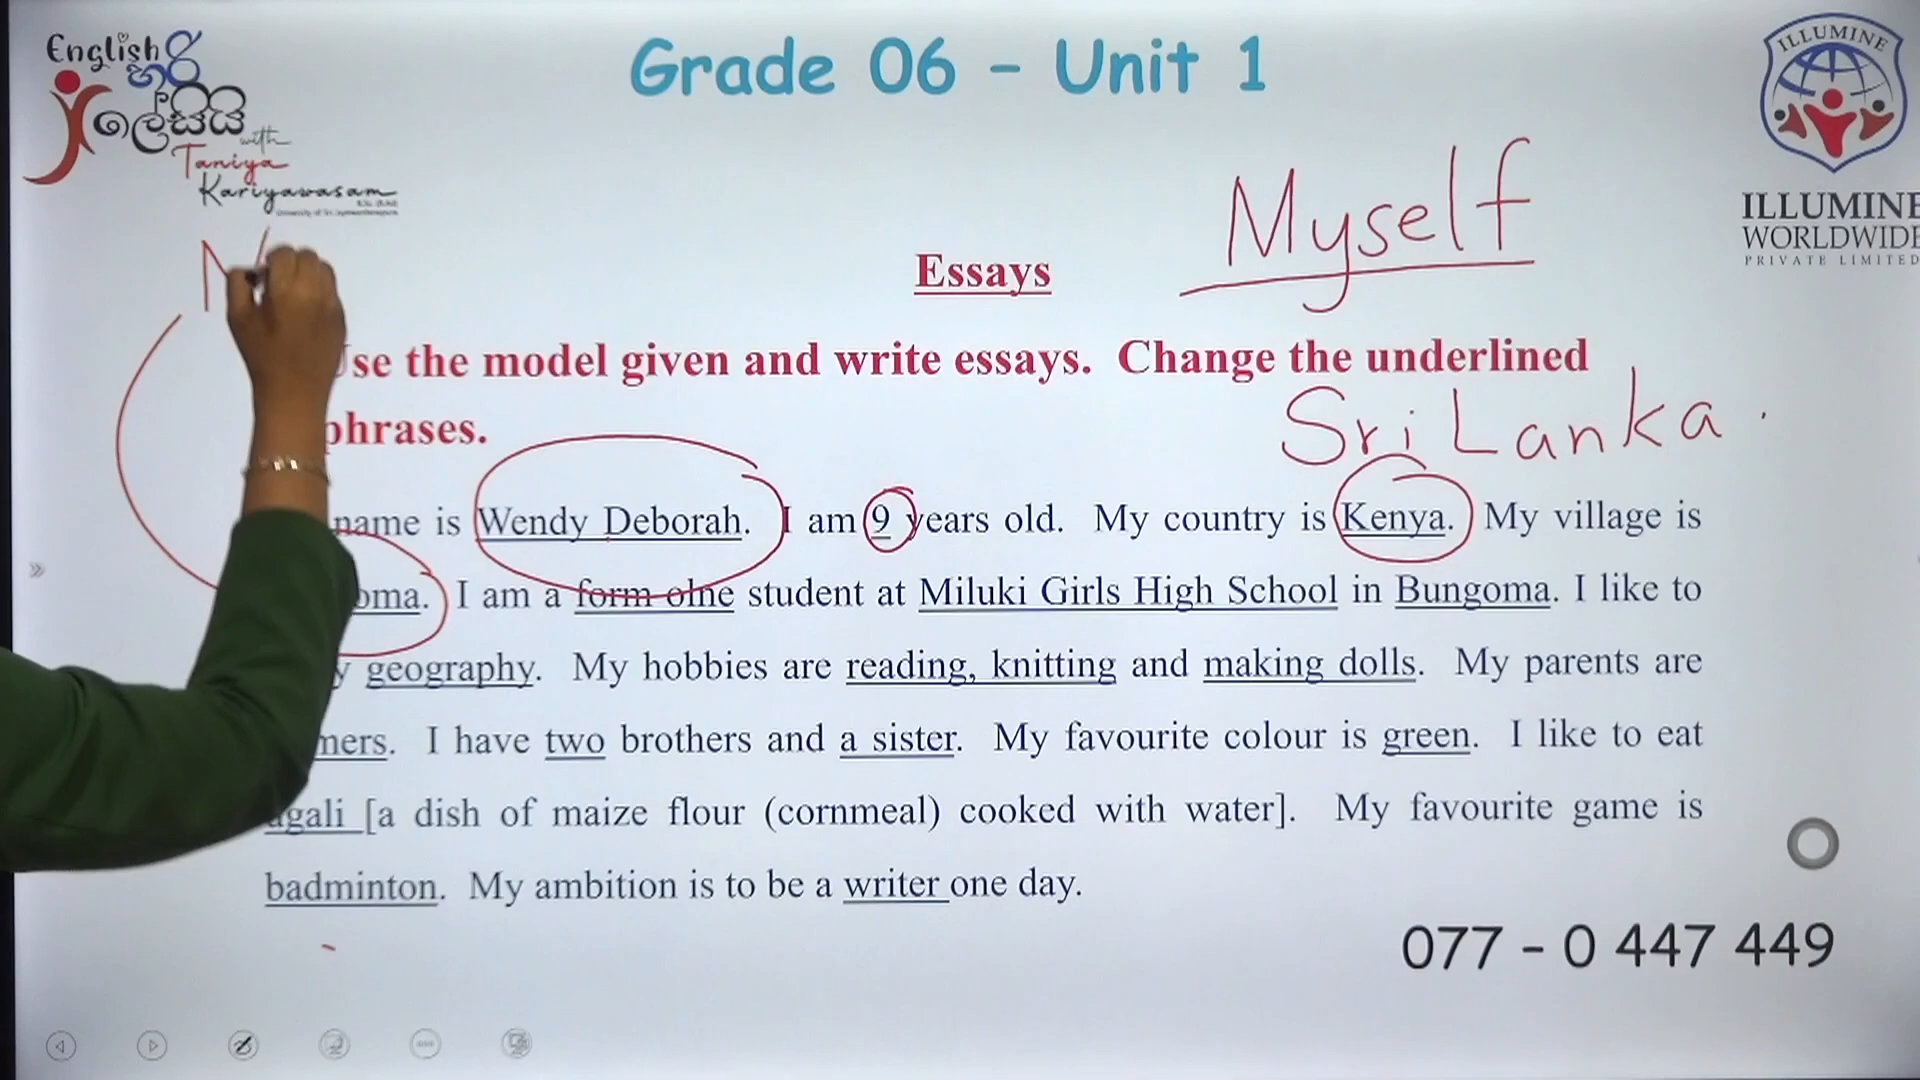 English හරි
ලේසියි
with
Taniya
Kariyawasam
Grade 06 - Unit 1
ILLUMINE
ILLUMINE
WORLDWIDE
PRIVATE LIMITED
Myself
Essays
se the model given and write essays. Change the underlined
phrases.
Sri Lanka
name is Wendy Deborah. I am 9 years old. My country is Kenya. My village is
oma. I am a form olne student at Miluki Girls High School in Bungoma. I like to
y geography. My hobbies are reading, knitting and making dolls. My parents are
mers. I have two brothers and a sister. My favourite colour is green. I like to eat
ugali [a dish of maize flour (cornmeal) cooked with water]. My favourite game is
badminton. My ambition is to be a writer one day.
077 - 0 447 449